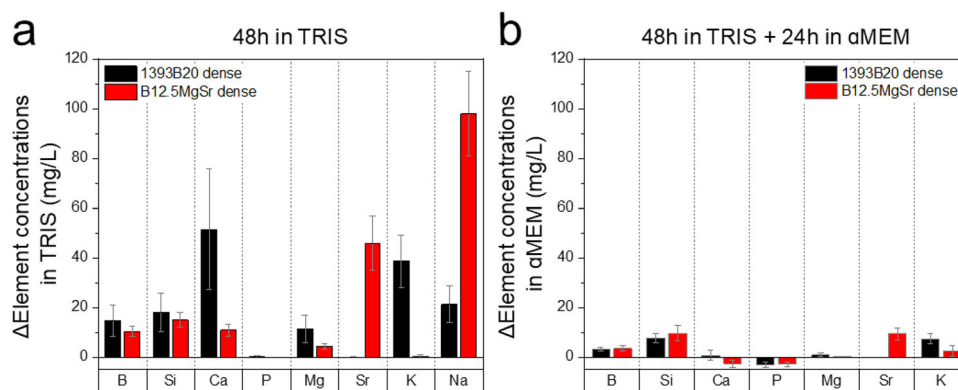 a
48h in TRIS
1393B20 dense
B12.5MgSr dense
ΔElement concentrations
in TRIS (mg/L)
120
100
80
60
40
20
0
B Si Ca P Mg Sr K Na
b
48h in TRIS + 24h in αMEM
1393B20 dense
B12.5MgSr dense
ΔElement concentrations
in αMEM (mg/L)
120
100
80
60
40
20
0
B Si Ca P Mg Sr K